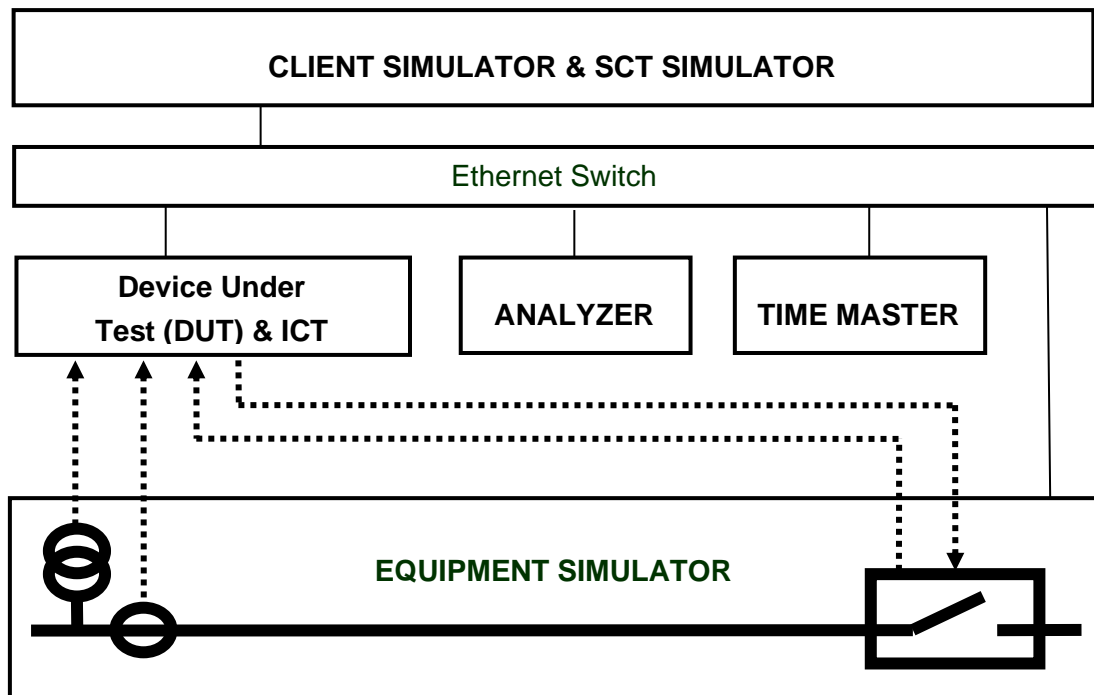 CLIENT SIMULATOR & SCT SIMULATOR
Ethernet Switch
Device Under
Test (DUT) & ICT
ANALYZER
TIME MASTER
EQUIPMENT SIMULATOR